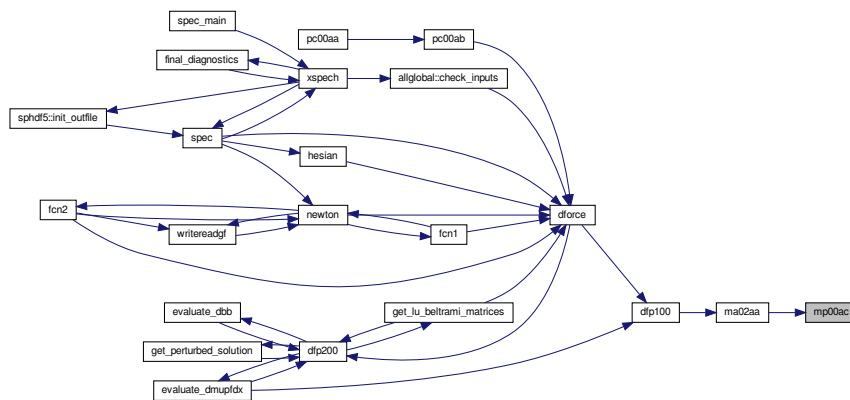 spec_main
pc00aa
pc00ab
final_diagnostics
xspech
allglobal::check_inputs
sphdf5::init_outfile
spec
hesian
fcn2
newton
dforce
writereadgf
fcn1
evaluate_dbb
get_lu_beltrami_matrices
dfp100
ma02aa
mp00ac
get_perturbed_solution
dfp200
evaluate_dmupfdx